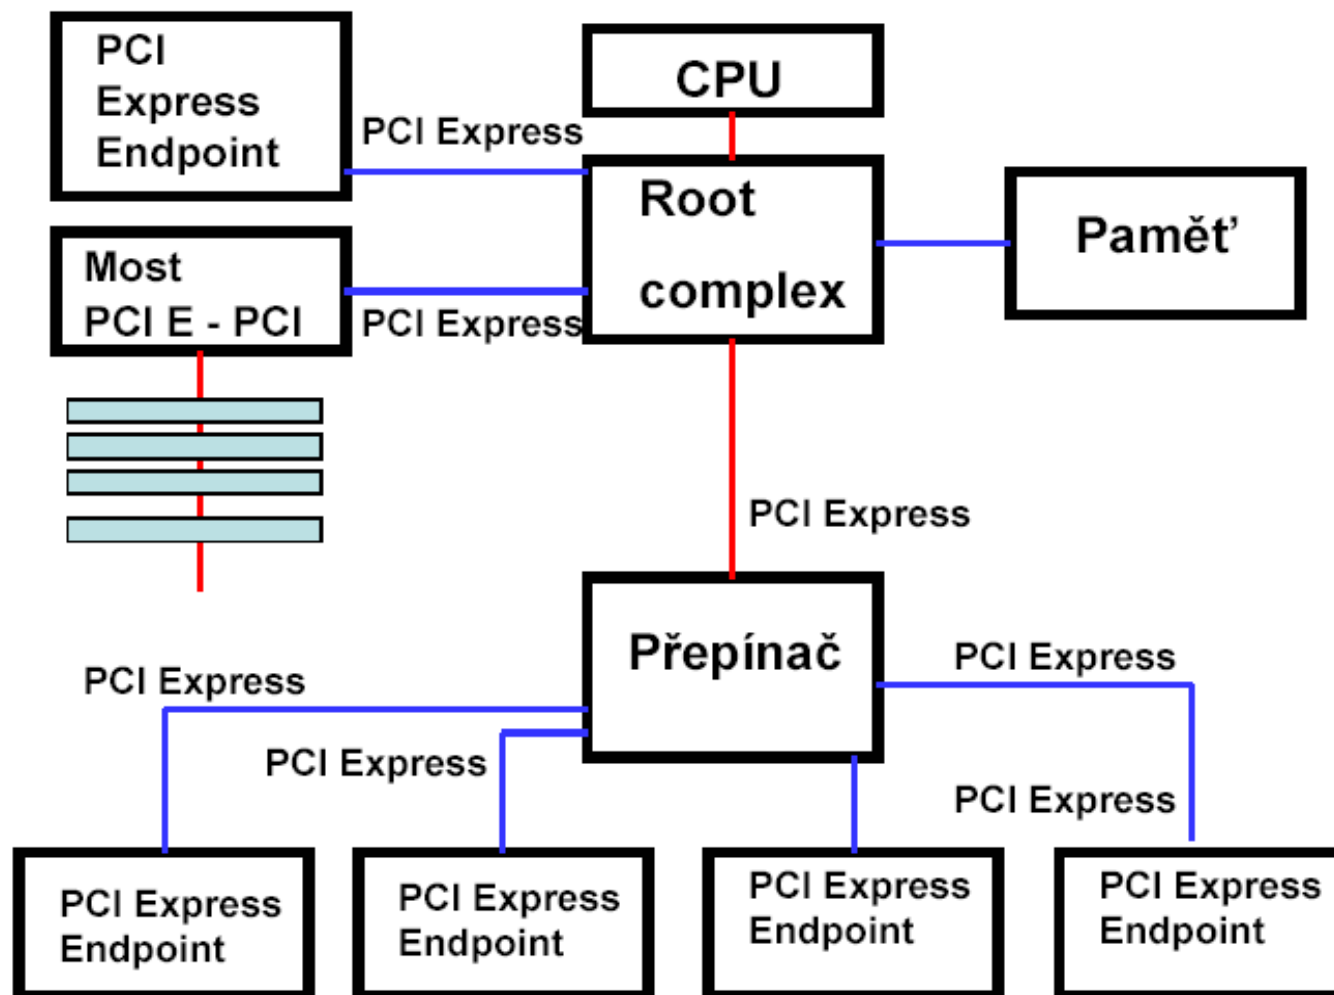 PCI
Express
Endpoint
CPU
PCI Express
Root
complex
Paměť
Most
PCI E - PCI
PCI Express
PCI Express
Přepínač
PCI Express
PCI Express
PCI Express
PCI Express
PCI Express
Endpoint
PCI Express
Endpoint
PCI Express
Endpoint
PCI Express
Endpoint